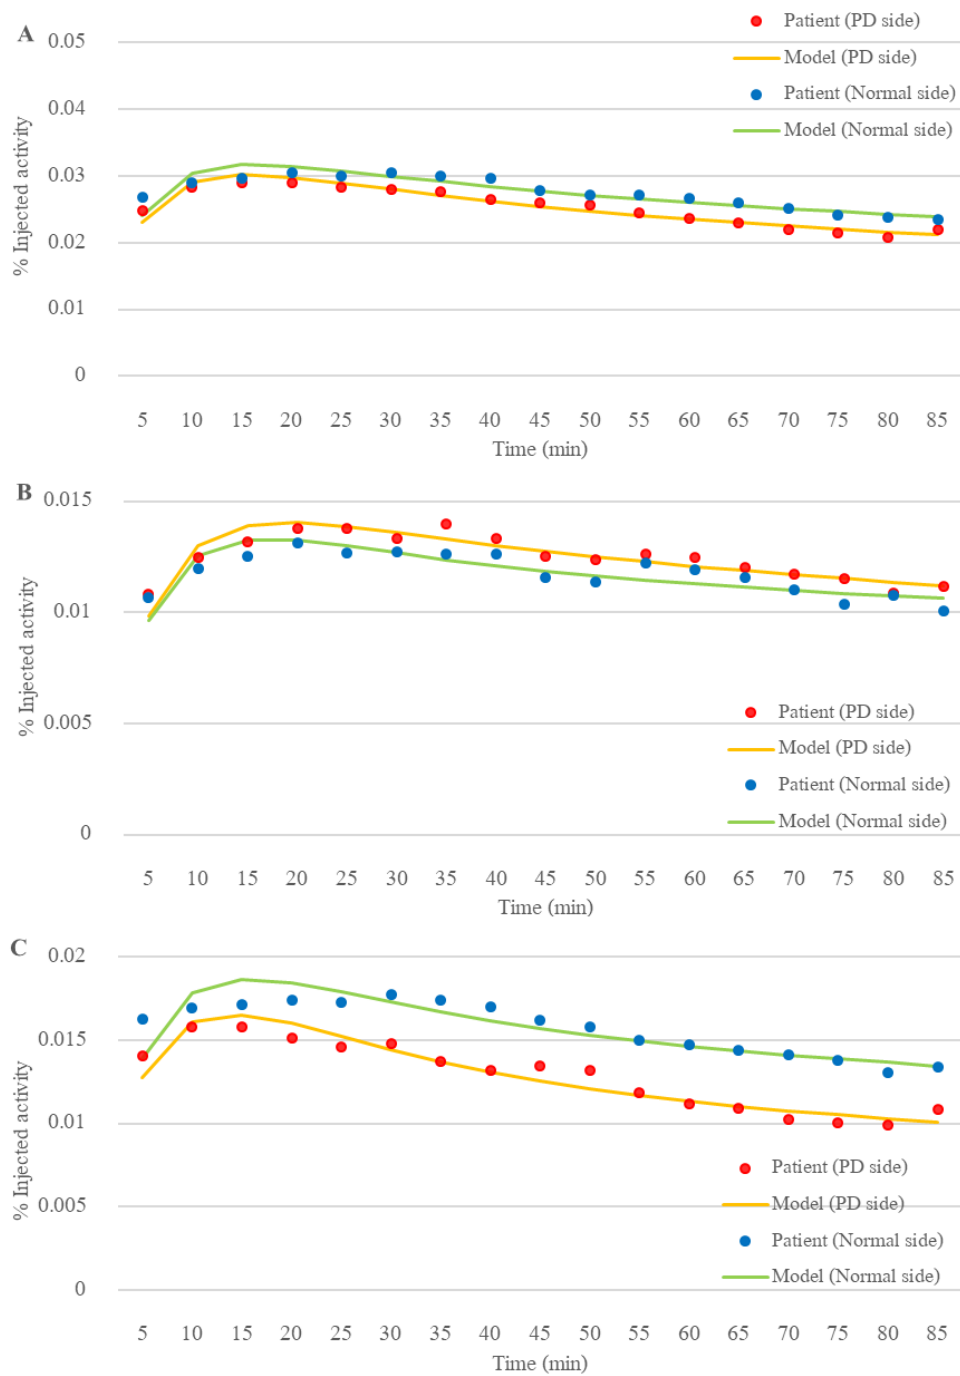 A
0.05
Patient (PD side)
Model (PD side)
0.04
Patient (Normal side)
Model (Normal side)
0.03
0.02
0.01
0
% Injected activity
5 10 15 20 25 30 35 40 45 50 55 60 65 70 75 80 85
Time (min)
B
0.015
0.01
0.005
0
% Injected activity
Patient (PD side)
Model (PD side)
Patient (Normal side)
Model (Normal side)
5 10 15 20 25 30 35 40 45 50 55 60 65 70 75 80 85
Time (min)
C
0.02
0.015
0.01
0.005
0
% Injected activity
Patient (PD side)
Model (PD side)
Patient (Normal side)
Model (Normal side)
5 10 15 20 25 30 35 40 45 50 55 60 65 70 75 80 85
Time (min)